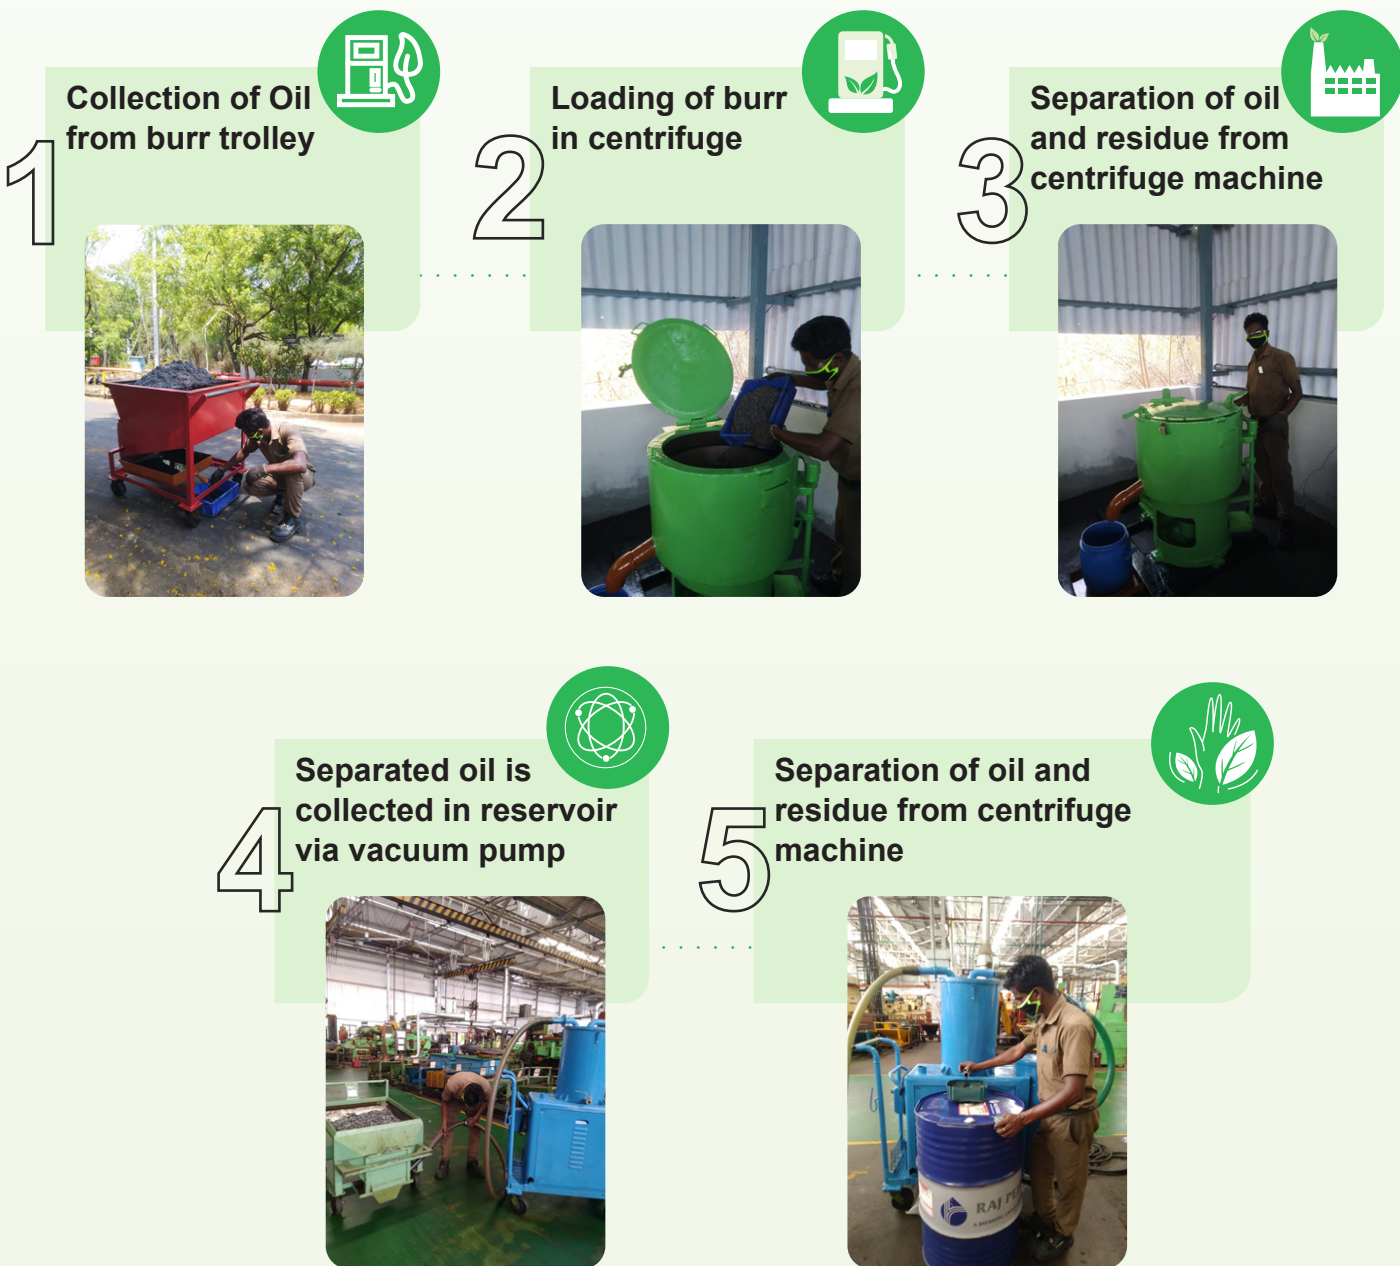 1
Collection of Oil
from burr trolley
2
Loading of burr
in centrifuge
3
Separation of oil
and residue from
centrifuge machine
4
Separated oil is
collected in reservoir
via vacuum pump
5
Separation of oil and
residue from centrifuge
machine
RAJ